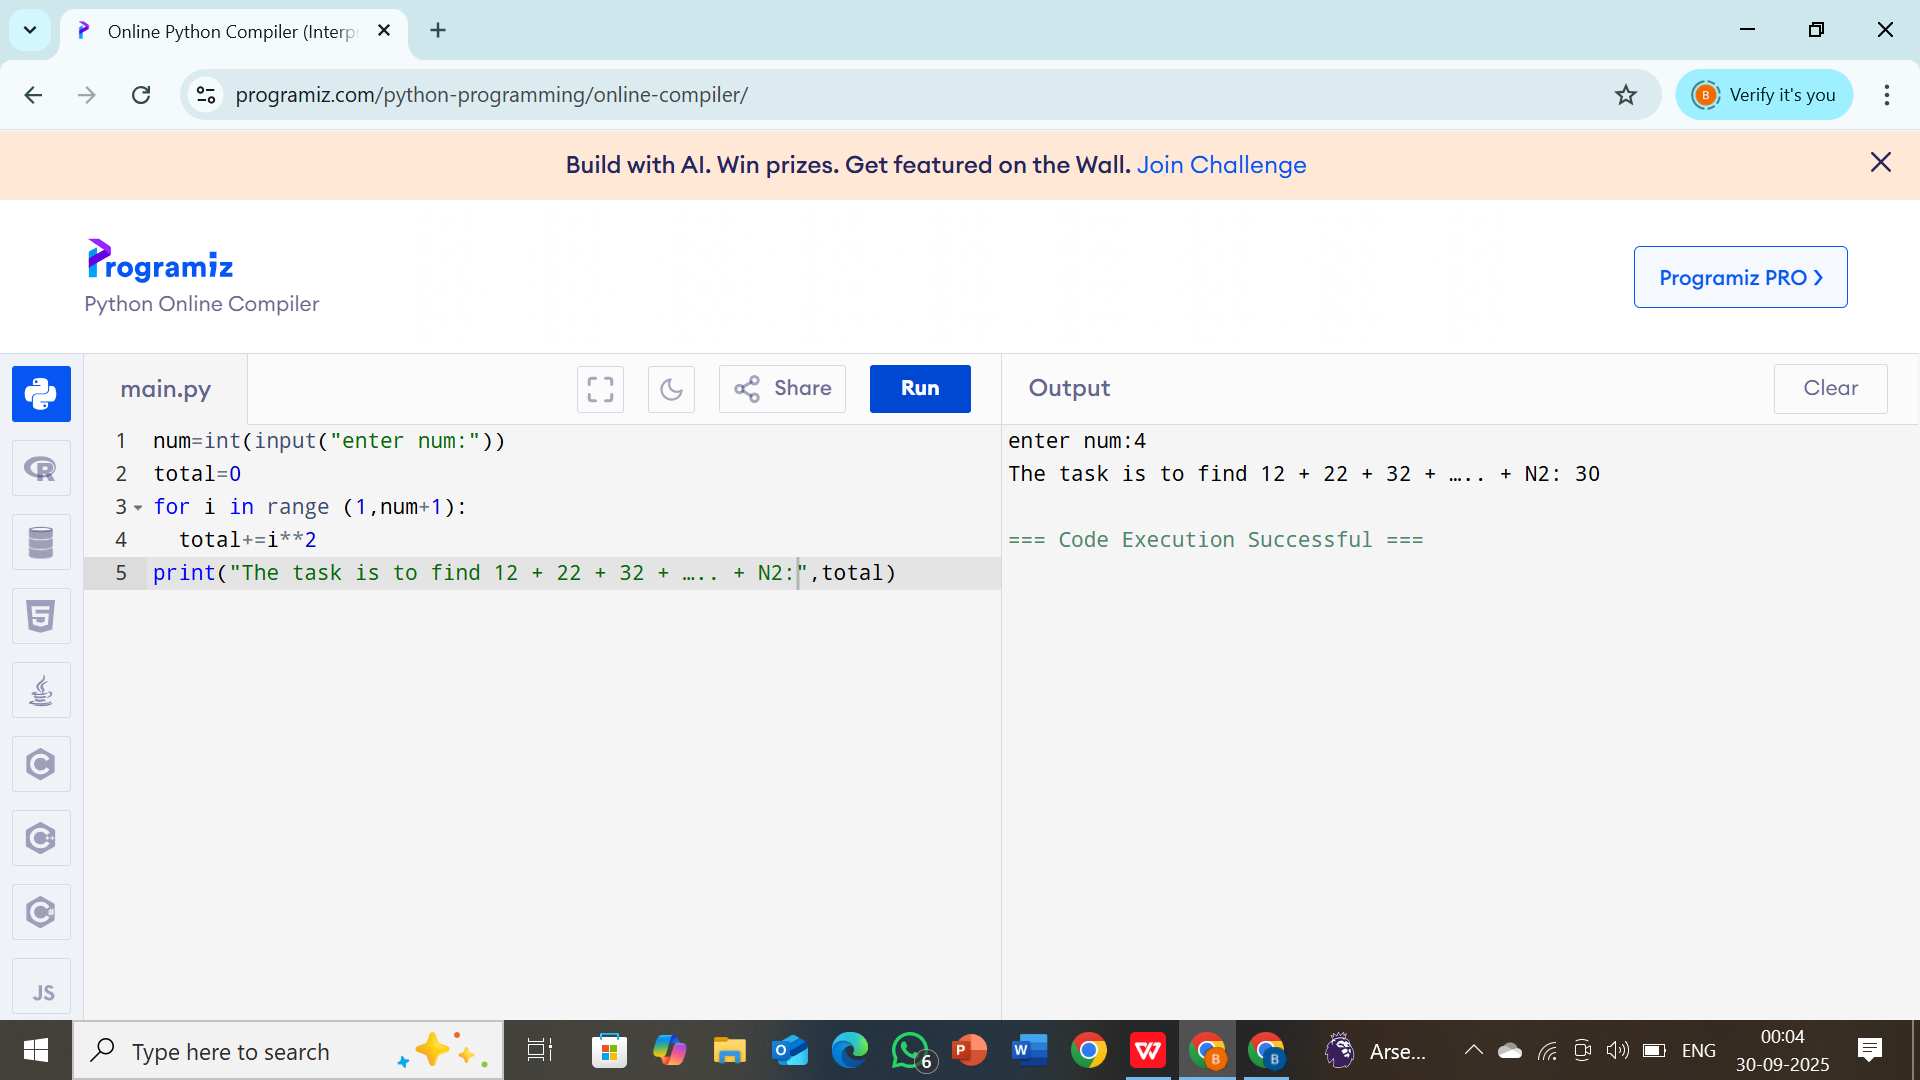 Online Python Compiler (Interp
programiz.com/python-programming/online-compiler/
B Verify it's you
Build with AI. Win prizes. Get featured on the Wall. Join Challenge
Programiz
Python Online Compiler
Programiz PRO
main.py
Share
Run
Output
Clear
1 num=int(input("enter num:"))
2 total=0
3 for i in range (1,num+1):
4 total+=i**2
5 print("The task is to find 12 + 22 + 32 + ….. + N2:",total)
enter num:4
The task is to find 12 + 22 + 32 + ….. + N2: 30
=== Code Execution Successful ===
R
5
C
C++
C#
JS
Type here to search
6
P
W
W
B
B
Arse...
ENG
00:04
30-09-2025